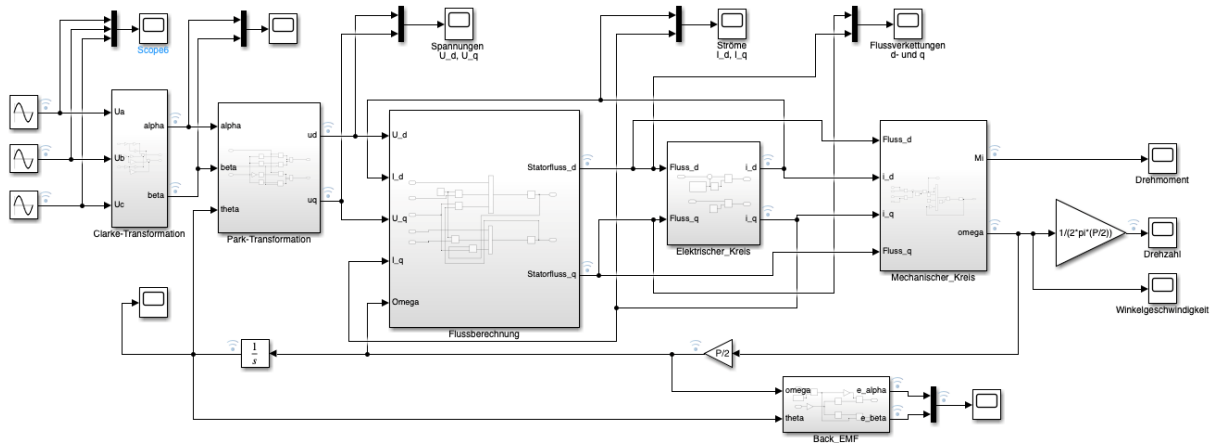 Scope6
Spannungen
U_d, U_q
Ströme
I_d, I_q
Flussverkettungen
d- und q
Ua
Ub
Uc
alpha
beta
Clarke-Transformation
alpha
beta
theta
ud
uq
Park-Transformation
U_d
I_d
U_q
I_q
Omega
Statorfluss_d
Statorfluss_q
Flussberechnung
Fluss_d
Fluss_q
i_d
i_q
Elektrischer_Kreis
Fluss_d
i_d
i_q
Fluss_q
Mi
omega
Mechanischer_Kreis
Drehmoment
1/(2*pi*(P/2))
Drehzahl
Winkelgeschwindigkeit
1
s
P/2
omega
theta
e_alpha
e_beta
Back_EMF